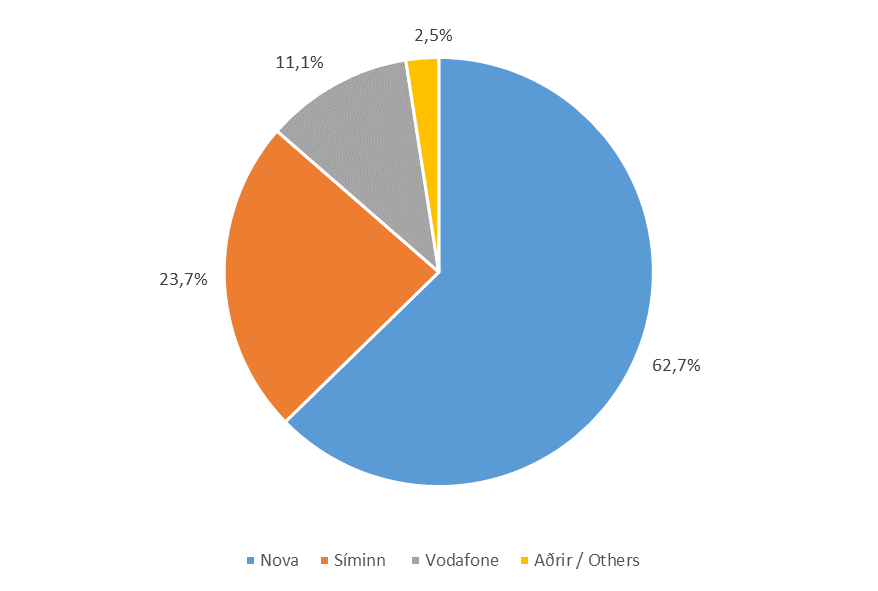 2,5%
11,1%
23,7%
62,7%
Nova Síminn Vodafone Aðrir / Others